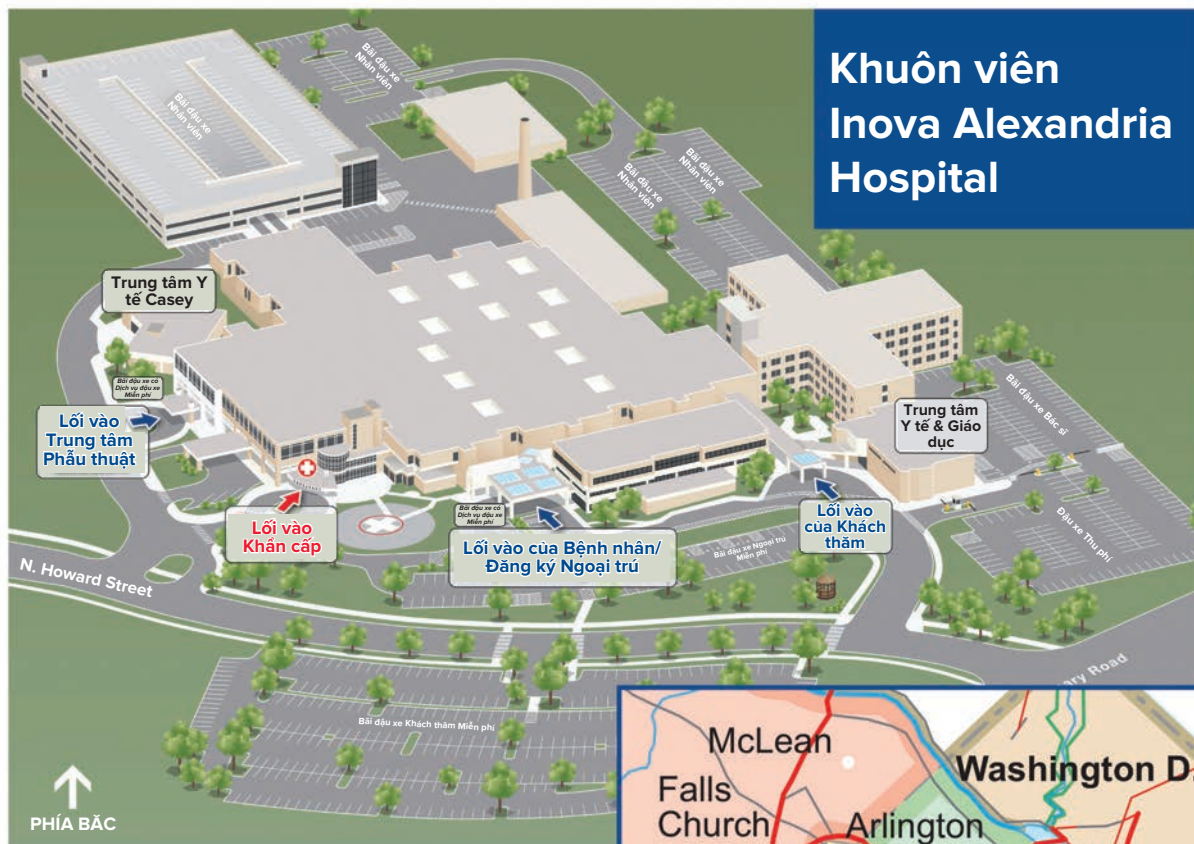 Khuôn viên
Inova Alexandria
Hospital
Bãi đậu xe
Nhân viên
Bãi đậu xe
Nhân viên
Bãi đậu xe
Nhân viên
Bãi đậu xe
Nhân viên
Trung tâm Y
tế Casey
Bãi đậu xe có
Dịch vụ đậu xe
Miễn phí
Lối vào
Trung tâm
Phẫu thuật
Trung tâm
Y tế & Giáo
dục
Bãi đậu xe Bác sĩ
Lối vào
Khẩn cấp
Bãi đậu xe có
Dịch vụ đậu xe
Miễn phí
Lối vào của Bệnh nhân/
Đăng ký Ngoại trú
Bãi đậu xe Ngoại trú
Miễn phí
Lối vào
của Khách
thăm
Đậu xe Thu phí
N. Howard Street
ary Road
Bãi đậu xe Khách thăm Miễn phí
PHÍA BĂC
McLean
Falls
Church
Arlington
Washington D.